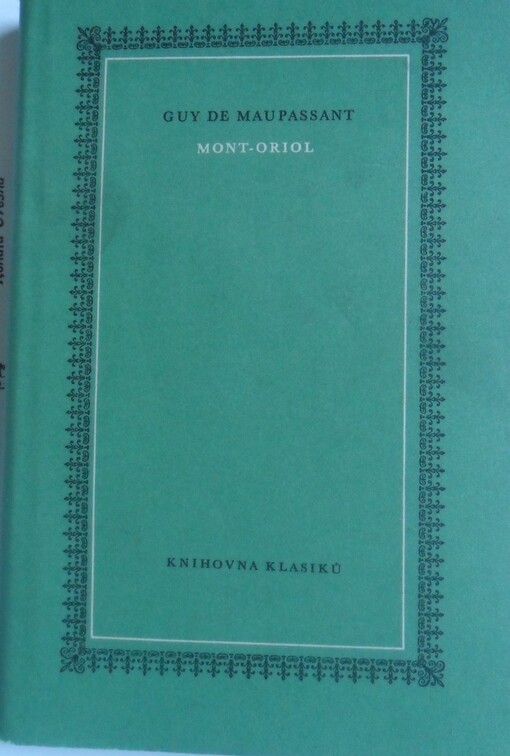 GUY DE MAUPASSANT
MONT-ORIOL
KNIHOVNA KLASIKŮ